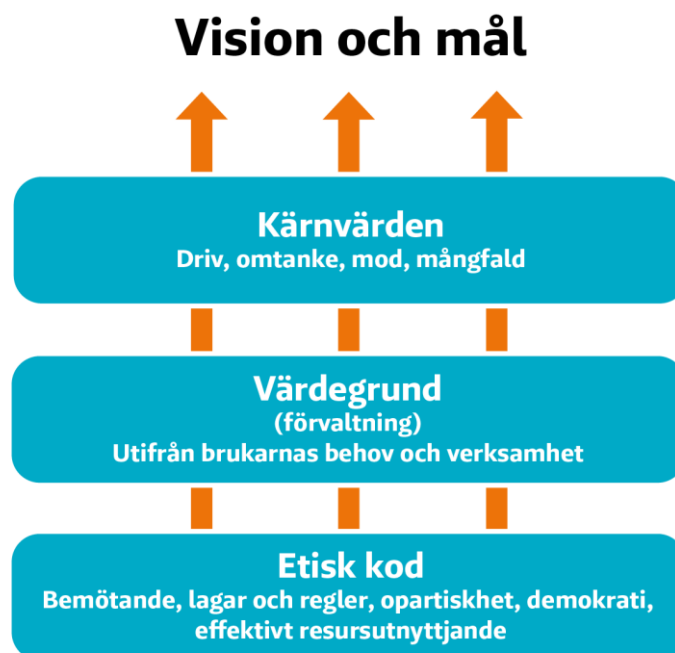 Vision och mål
Kärnvärden
Driv, omtanke, mod, mångfald
Värdegrund
(förvaltning)
Utifrån brukarnas behov och verksamhet
Etisk kod
Bemötande, lagar och regler, opartiskhet, demokrati,
effektivt resursutnyttjande